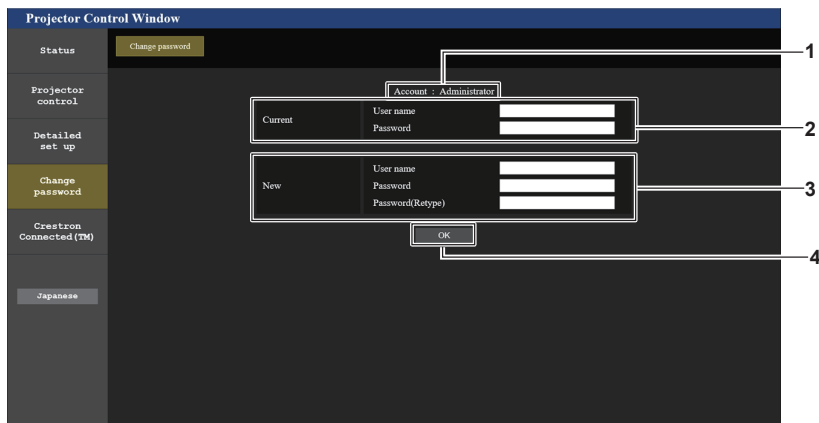 Projector Control Window
Status
Change password
1
Projector
control
Account : Administrator
Current
User name
Password
2
Detailed
set up
Change
password
New
User name
Password
Password(Retype)
3
Crestron
Connected(TM)
OK
4
Japanese